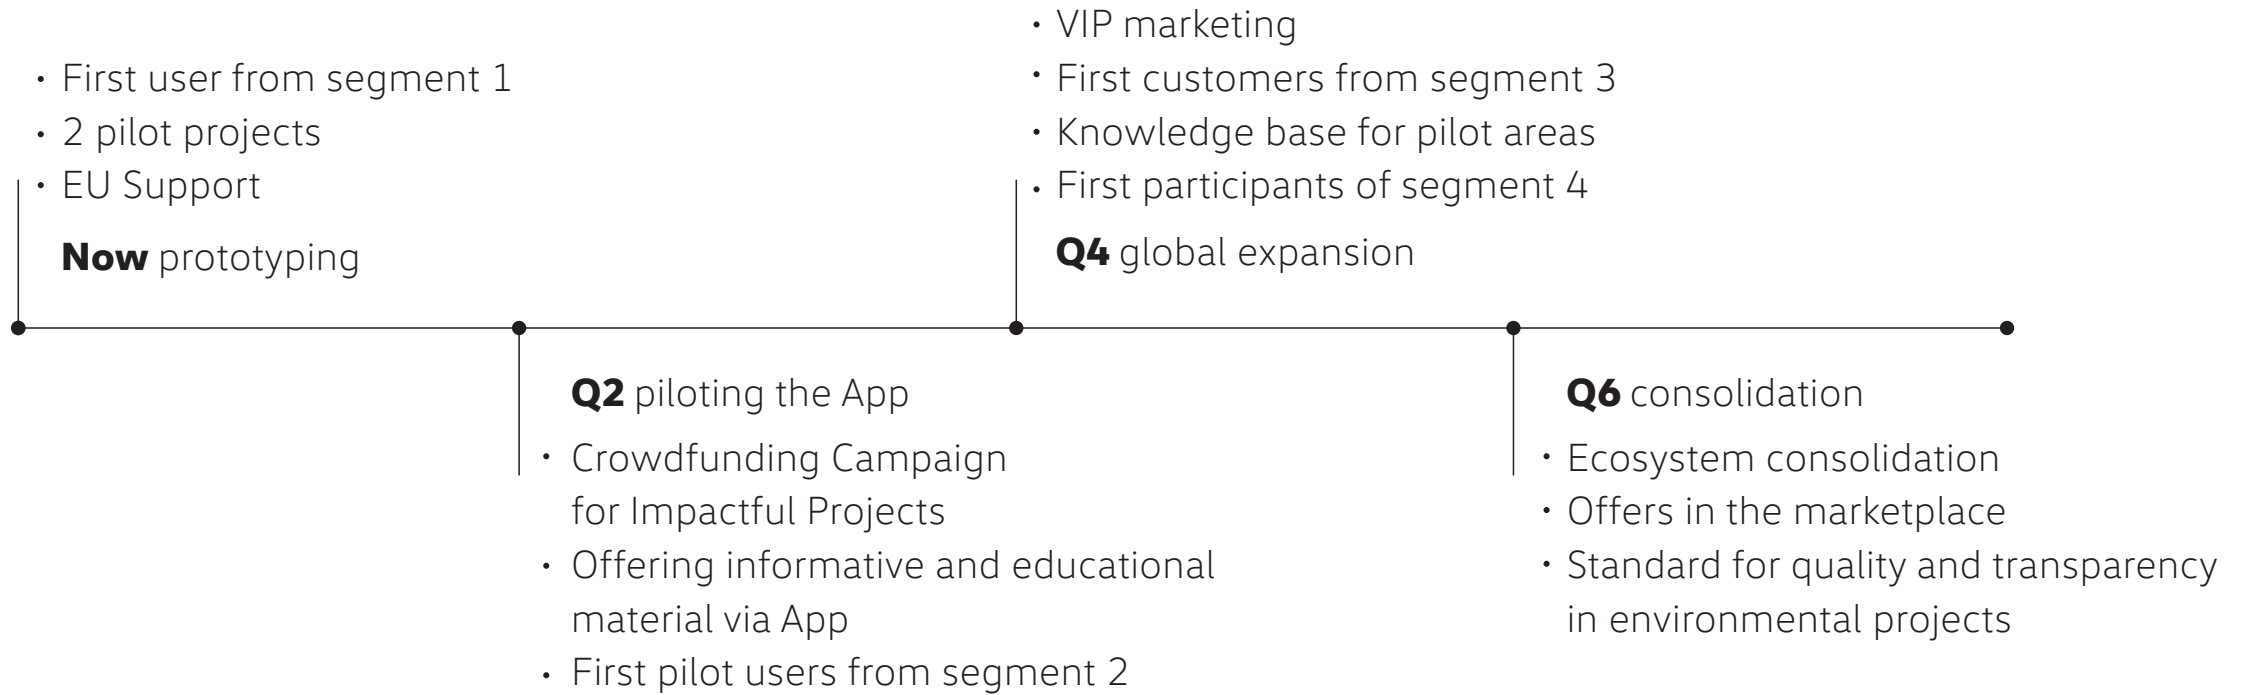 • First user from segment 1
• 2 pilot projects
• EU Support
Now prototyping
Q2 piloting the App
• Crowdfunding Campaign
for Impactful Projects
• Offering informative and educational
material via App
• First pilot users from segment 2
• VIP marketing
• First customers from segment 3
• Knowledge base for pilot areas
• First participants of segment 4
Q4 global expansion
Q6 consolidation
• Ecosystem consolidation
• Offers in the marketplace
• Standard for quality and transparency
in environmental projects